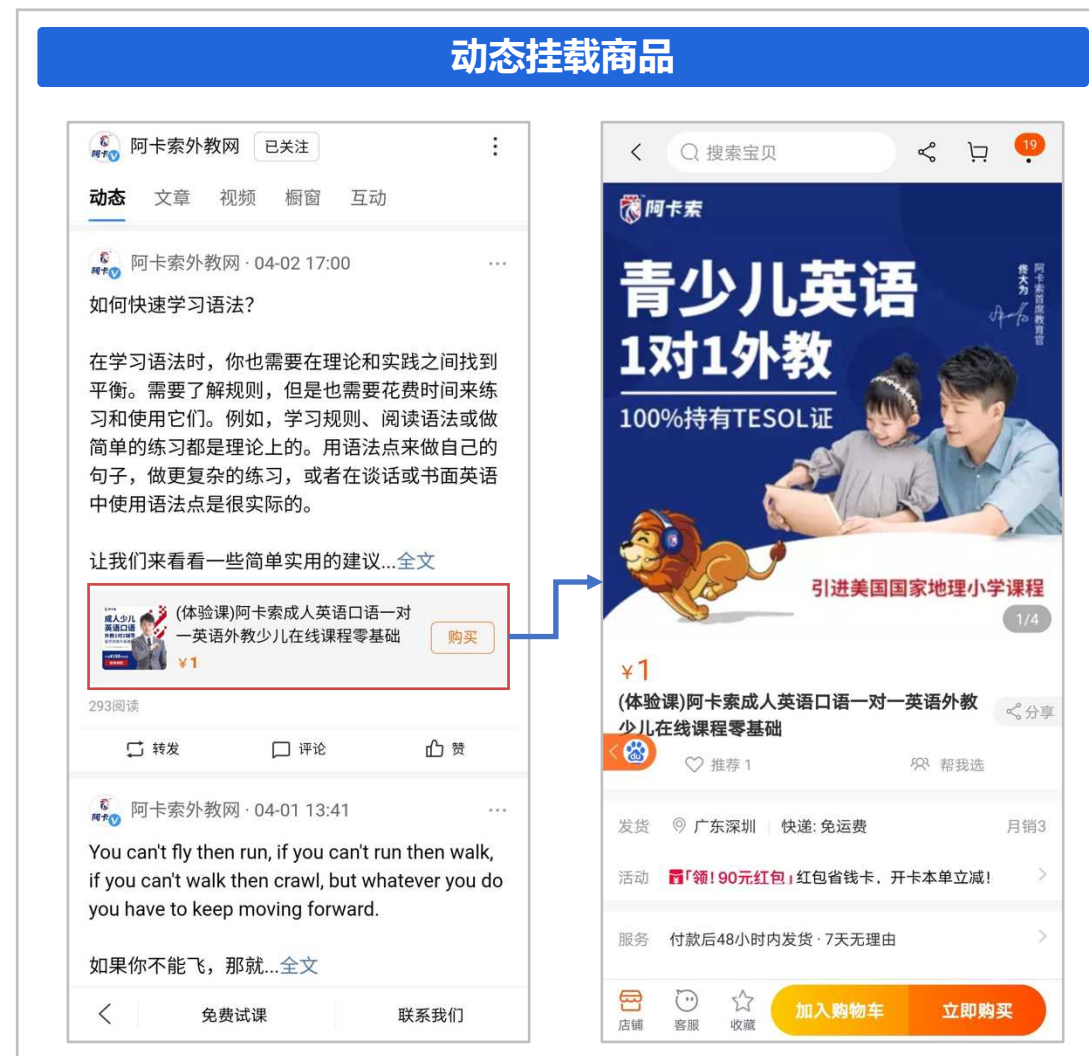 动态挂载商品
阿卡索外教网 已关注
动态 文章 视频 橱窗 互动
阿卡索外教网 · 04-02 17:00
如何快速学习语法？
在学习语法时，你也需要在理论和实践之间找到
平衡。需要了解规则，但是也需要花费时间来练
习和使用它们。例如，学习规则、阅读语法或做
简单的练习都是理论上的。用语法点来做自己的
句子，做更复杂的练习，或者在谈话或书面英语
中使用语法点是很实际的。
让我们来看看一些简单实用的建议...全文
成人少儿
英语口语
(体验课)阿卡索成人英语口语一对
一英语外教少儿在线课程零基础
¥1
购买
293阅读
转发 评论 赞
阿卡索外教网 · 04-01 13:41
You can't fly then run, if you can't run then walk,
if you can't walk then crawl, but whatever you do
you have to keep moving forward.
如果你不能飞，那就...全文
免费试课 联系我们
搜索宝贝
19
阿卡索
青少儿英语
1对1外教
100%持有TESOL证
佟大为
阿卡索首席教育官
引进美国国家地理小学课程
1/4
¥1
(体验课)阿卡索成人英语口语一对一英语外教
少儿在线课程零基础
分享
du
推荐 1 帮我选
发货 广东深圳 快递: 免运费 月销3
活动 「领! 90元红包」红包省钱卡，开卡本单立减!
服务 付款后48小时内发货 · 7天无理由
店铺 客服 收藏 加入购物车 立即购买